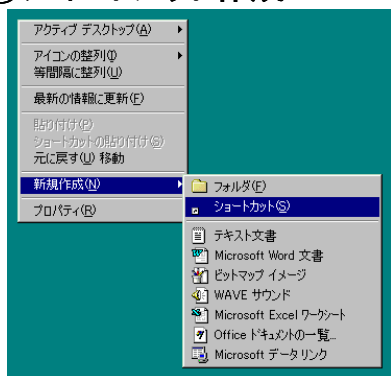 アクティブ デスクトップ(A)
アイコンの整列(I)
等間隔に整列(U)
最新の情報に更新(E)
貼り付け(P)
ショートカットの貼り付け(S)
元に戻す(U) 移動
新規作成(N)
プロパティ(R)
フォルダ(F)
ショートカット(S)
テキスト文書
Microsoft Word 文書
ビットマップ イメージ
WAVE サウンド
Microsoft Excel ワークシート
Office ドキュメントの一覧...
Microsoft データ リンク